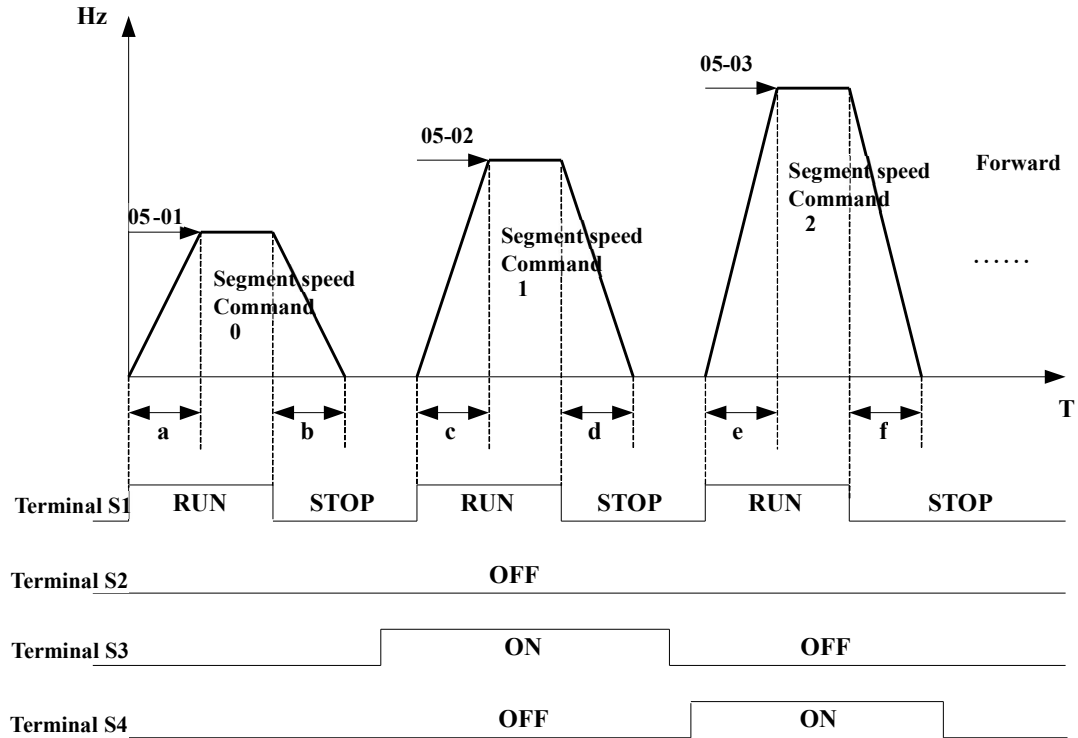 Hz
05-03
05-02
Forward
Segment speed
Command
2
05-01
Segment speed
Command
1
Segment speed
Command
0
......
T
a b c d e f
Terminal S1 RUN STOP RUN STOP RUN STOP
Terminal S2 OFF
Terminal S3 ON OFF
Terminal S4 OFF ON